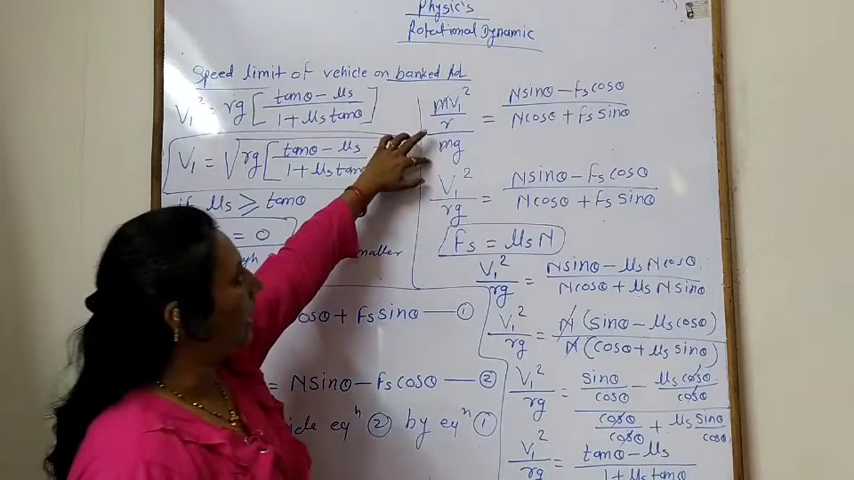 Physic's
Rotational Dynamic
Speed limit of vehicle on banked Rd
V₁² = rg [ tanθ - μs / 1 + μs tanθ ]
V₁ = √rg [ tanθ - μs / 1 + μs tan
if μs ≥ tanθ
= 0
smaller
cosθ + fs sinθ — ①
= Nsinθ - fs cosθ — ②
eqⁿ ② by eqⁿ ①
mv₁²/r / mg = Nsinθ - fs cosθ / Ncosθ + fs sinθ
V₁² / rg = Nsinθ - fs cosθ / Ncosθ + fs sinθ
Fs = μs N
V₁² / rg = Nsinθ - μs Ncosθ / Ncosθ + μs N sinθ
V₁² / rg = N (sinθ - μs cosθ) / N (cosθ + μs sinθ)
V₁² / rg = sinθ / cosθ - μs cosθ / cosθ / cosθ / cosθ + μs sinθ / cosθ
V₁² / rg = tanθ - μs / 1 + μs tanθ